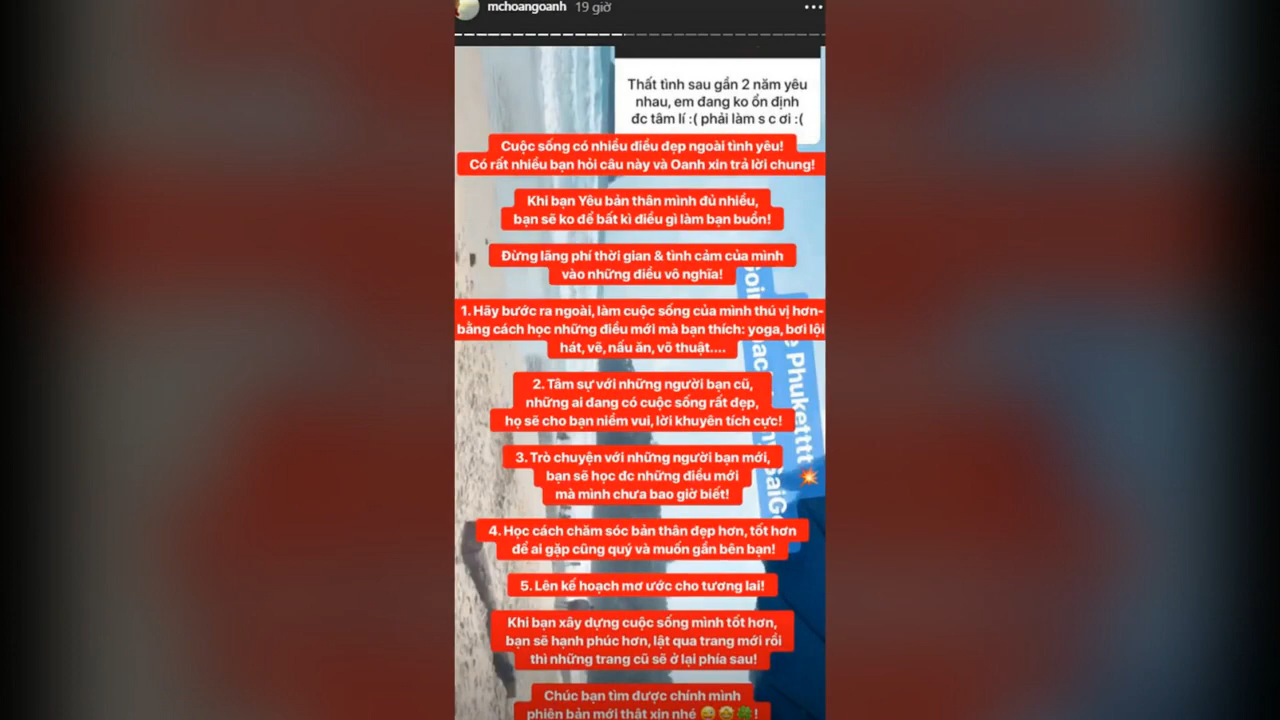 mchoangoanh 19 giờ
Thất tình sau gần 2 năm yêu
nhau, em đang ko ổn định
đc tâm lí :( phải làm s c ơi :(
Cuộc sống có nhiều điều đẹp ngoài tình yêu!
Có rất nhiều bạn hỏi câu này và Oanh xin trả lời chung!
Khi bạn Yêu bản thân mình đủ nhiều,
bạn sẽ ko để bất kì điều gì làm bạn buồn!
Đừng lãng phí thời gian & tình cảm của mình
vào những điều vô nghĩa!
1. Hãy bước ra ngoài, làm cuộc sống của mình thú vị hơn-
bằng cách học những điều mới mà bạn thích: yoga, bơi lội
hát, vẽ, nấu ăn, võ thuật....
2. Tâm sự với những người bạn cũ,
những ai đang có cuộc sống rất đẹp,
họ sẽ cho bạn niềm vui, lời khuyên tích cực!
3. Trò chuyện với những người bạn mới,
bạn sẽ học đc những điều mới
mà mình chưa bao giờ biết!
4. Học cách chăm sóc bản thân đẹp hơn, tốt hơn
để ai gặp cũng quý và muốn gần bên bạn!
5. Lên kế hoạch mơ ước cho tương lai!
Khi bạn xây dựng cuộc sống mình tốt hơn,
bạn sẽ hạnh phúc hơn, lật qua trang mới rồi
thì những trang cũ sẽ ở lại phía sau!
Chúc bạn tìm được chính mình
phiên bản mới thật xịn nhé 😄🤩🍀!
Phukettt